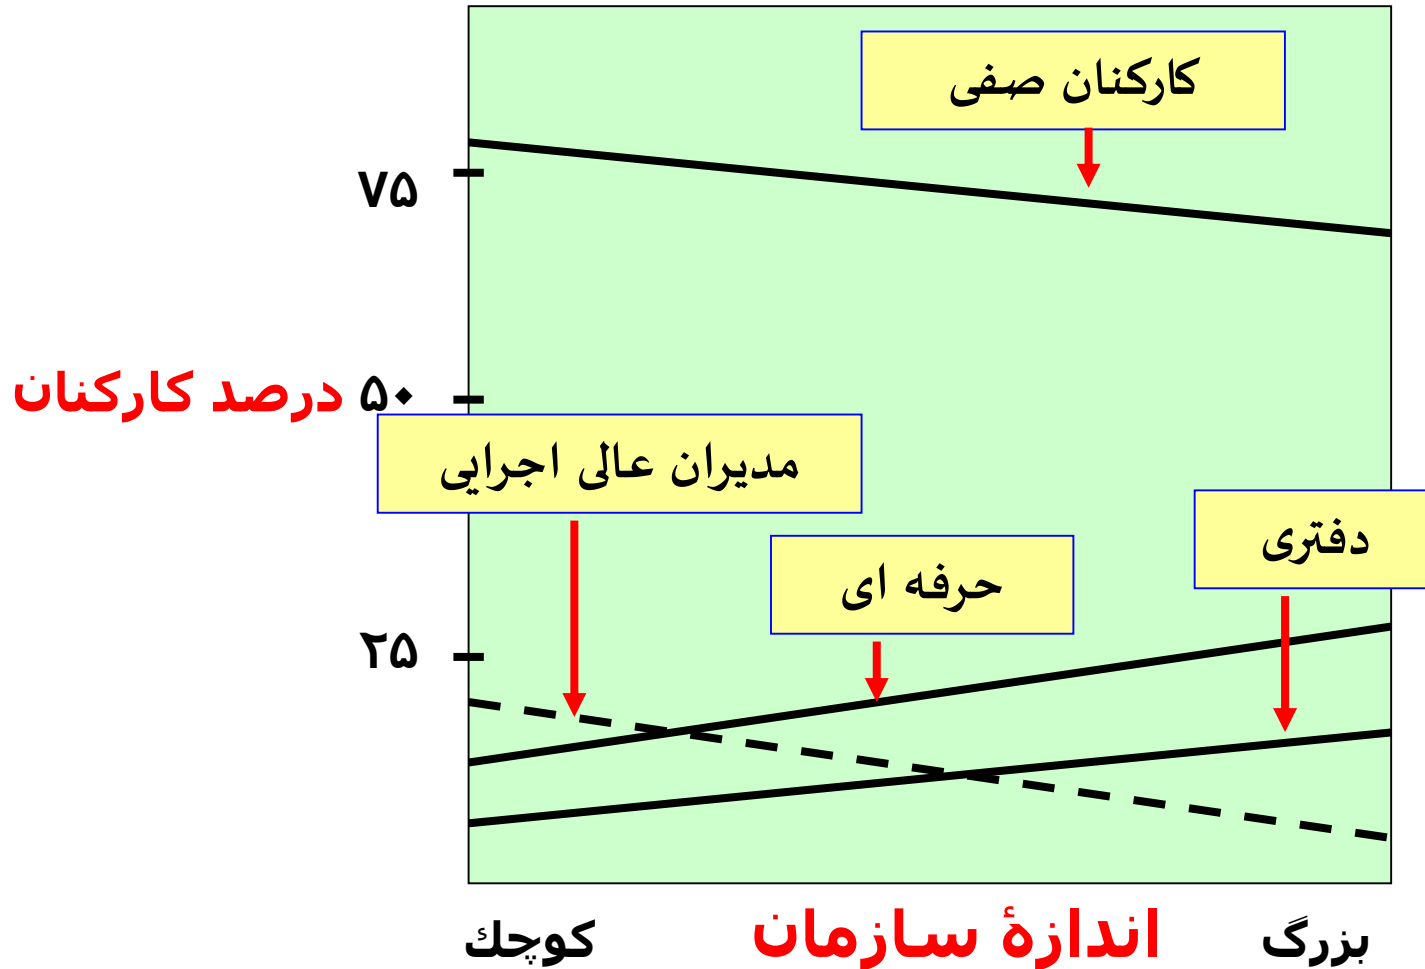 کارکنان صفی
۷۵
درصد کارکنان
۵۰
مدیران عالی اجرایی
دفتری
حرفه ای
۲۵
کوچك
اندازۀ سازمان
بزرگ